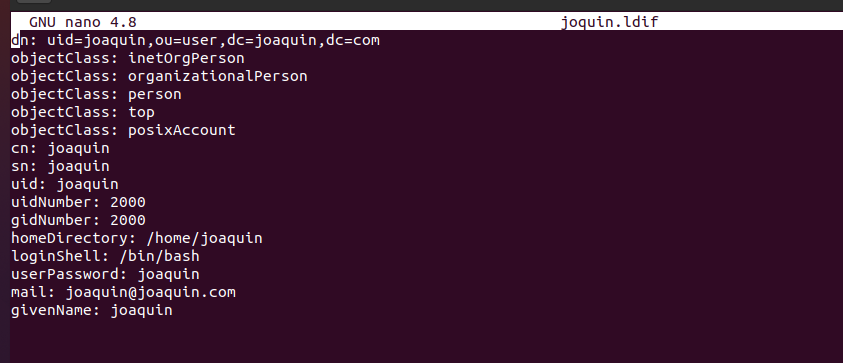 GNU nano 4.8 joquin.ldif
dn: uid=joaquin,ou=user,dc=joaquin,dc=com
objectClass: inetOrgPerson
objectClass: organizationalPerson
objectClass: person
objectClass: top
objectClass: posixAccount
cn: joaquin
sn: joaquin
uid: joaquin
uidNumber: 2000
gidNumber: 2000
homeDirectory: /home/joaquin
loginShell: /bin/bash
userPassword: joaquin
mail: joaquin@joaquin.com
givenName: joaquin